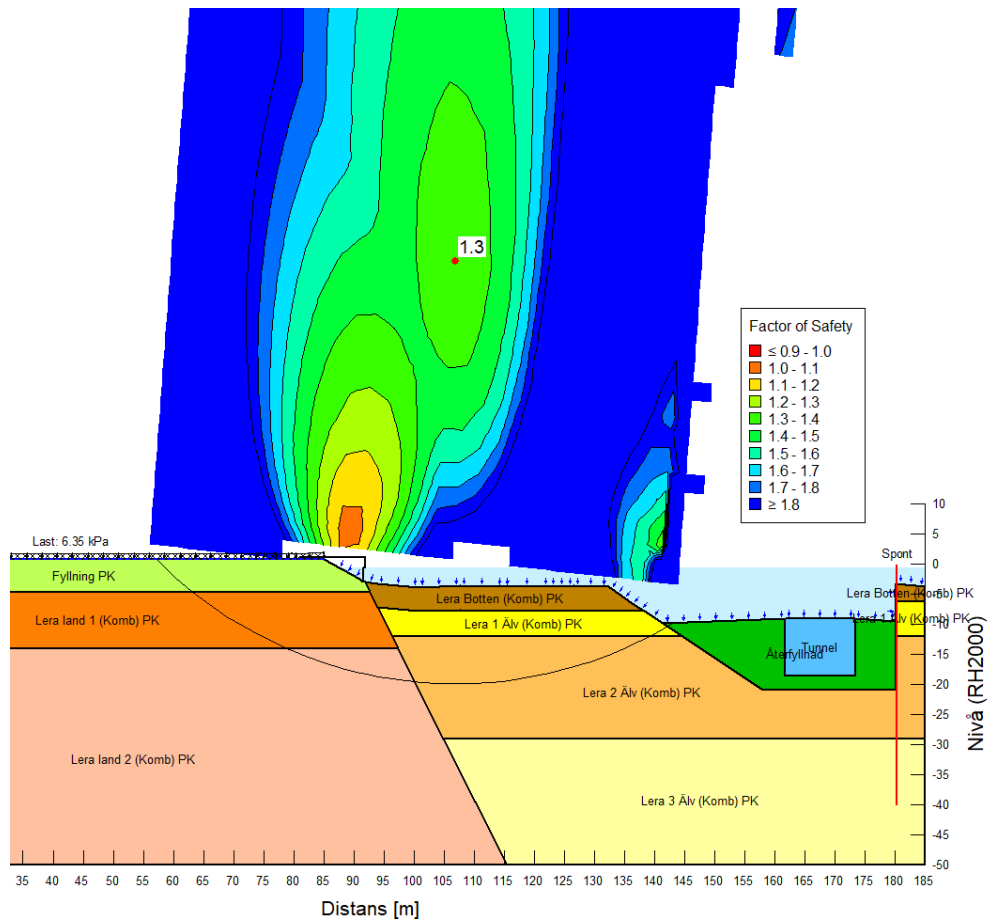 1.3
Factor of Safety
≤ 0.9 - 1.0
1.0 - 1.1
1.1 - 1.2
1.2 - 1.3
1.3 - 1.4
1.4 - 1.5
1.5 - 1.6
1.6 - 1.7
1.7 - 1.8
≥ 1.8
Last: 6.35 kPa
Spont
Fyllning PK
Lera Botten (Komb) PK
Lera Botten (Komb) PK
Lera land 1 (Komb) PK
Lera 1 Älv (Komb) PK
Lera 1 Älv (Komb) PK
Återfyllnad
Tunnel
Lera 2 Älv (Komb) PK
Lera land 2 (Komb) PK
Lera 3 Älv (Komb) PK
10
5
0
-5
-10
-15
-20
-25
-30
-35
-40
-45
-50
Nivå (RH2000)
35 40 45 50 55 60 65 70 75 80 85 90 95 100 105 110 115 120 125 130 135 140 145 150 155 160 165 170 175 180 185
Distans [m]